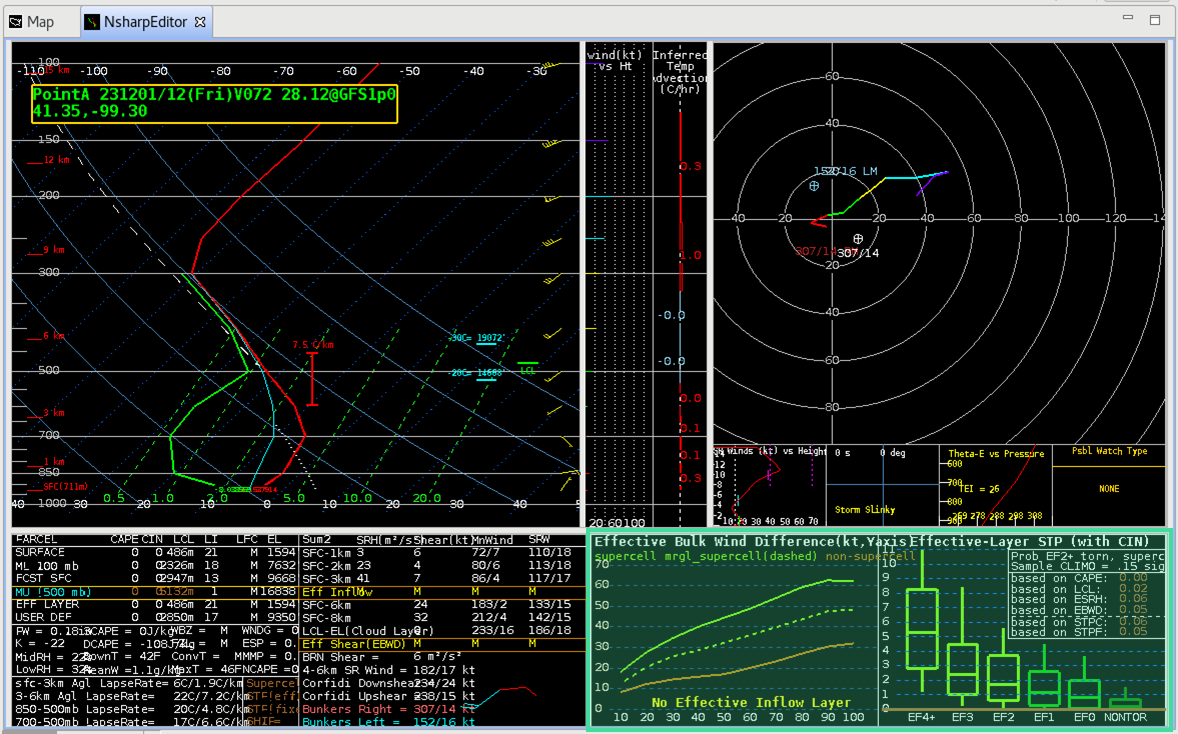 Map
NsharpEditor
PointA 231201/12(Fri)V072 28.12@GFS1p0
41.35,-99.30
100
-110 -100 -90 -80 -70 -60 -50 -40 -30
150
12 km
200
9 km
300
6 km
7.5 C/km
-30C= 19072
-20C= 14668
LCL
500
3 km
700
1 km
850
SFC(711m)
1000
0.5 1.0 2.0 5.0 10.0 20.0
-40 -30 -20 -10 0 10 20 30 40
wind(kt)
vs Ht
20 60 100
Inferred
Temp
Advection
(C/hr)
0.3
1.0
-0.0
-0.0
0.0
0.1
0.1
0.3
60
40
152/16 LM
40 20 20 40 60 80 100 120
307/14
20
40
60
80
SR Winds (kt) vs Height
14
12
10
8
6
4
2
10 20 30 40 50 60 70
0 s 0 deg
Storm Slinky
Theta-E vs Pressure
600
700
800
900
TEI = 26
269 278 288 298 308
Psbl Watch Type
NONE
PARCEL CAPE CIN LCL LI LFC EL
SURFACE 0 0 486m 21 M 1594
ML 100 mb 0 0 2326m 18 M 7632
FCST SFC 0 0 2947m 13 M 9668
MU (500 mb) 0 0 5132m 1 M 16838
EFF LAYER 0 0 486m 21 M 1594
USER DEF 0 0 2850m 17 M 9350
PW = 0.18in 3CAPE = 0J/kg WBZ = M WNDG = 0.
K = -22 DCAPE = -108J/kg FZL = M ESP = 0.
MidRH = DownT = 42F ConvT = M MMMP = 0.
LowRH = MeanW =1.1g/kg MaxT = 46F NCAPE = 0.
sfc-3km Agl LapseRate= 6C/1.9C/km
3-6km Agl LapseRate= 22C/7.2C/km
850-500mb LapseRate= 20C/4.8C/km
700-500mb LapseRate= 17C/6.6C/km
Supercel
STP(eff)
STP(fix)
SHIP=
Sum2 SRH(m²/s²) Shear(kt) MnWind SRW
SFC-1km 3 6 72/7 110/18
SFC-2km 23 4 80/6 113/18
SFC-3km 41 7 86/4 117/17
Eff Inflow M M M M
SFC-6km 24 183/2 133/15
SFC-8km 32 212/4 142/15
LCL-EL(Cloud Layer) 233/16 186/18
Eff Shear(EBWD) M M M
BRN Shear = 6 m²/s²
4-6km SR Wind = 182/17 kt
Corfidi Downshear = 234/24 kt
Corfidi Upshear = 238/15 kt
Bunkers Right = 307/14 kt
Bunkers Left = 152/16 kt
Effective Bulk Wind Difference(kt,Yaxis)
supercell mrgl_supercell(dashed) non-supercell
70
60
50
40
30
20
10
0
No Effective Inflow Layer
10 20 30 40 50 60 70 80 90 100
Effective-Layer STP (with CIN)
11
10
9
8
7
6
5
4
3
2
1
0
Prob EF2+ torn, superc
Sample CLIMO = .15 sig
based on CAPE: 0.00
based on LCL: 0.02
based on ESRH: 0.06
based on EBWD: 0.05
based on STPC: 0.06
based on STPF: 0.05
EF4+ EF3 EF2 EF1 EF0 NONTOR